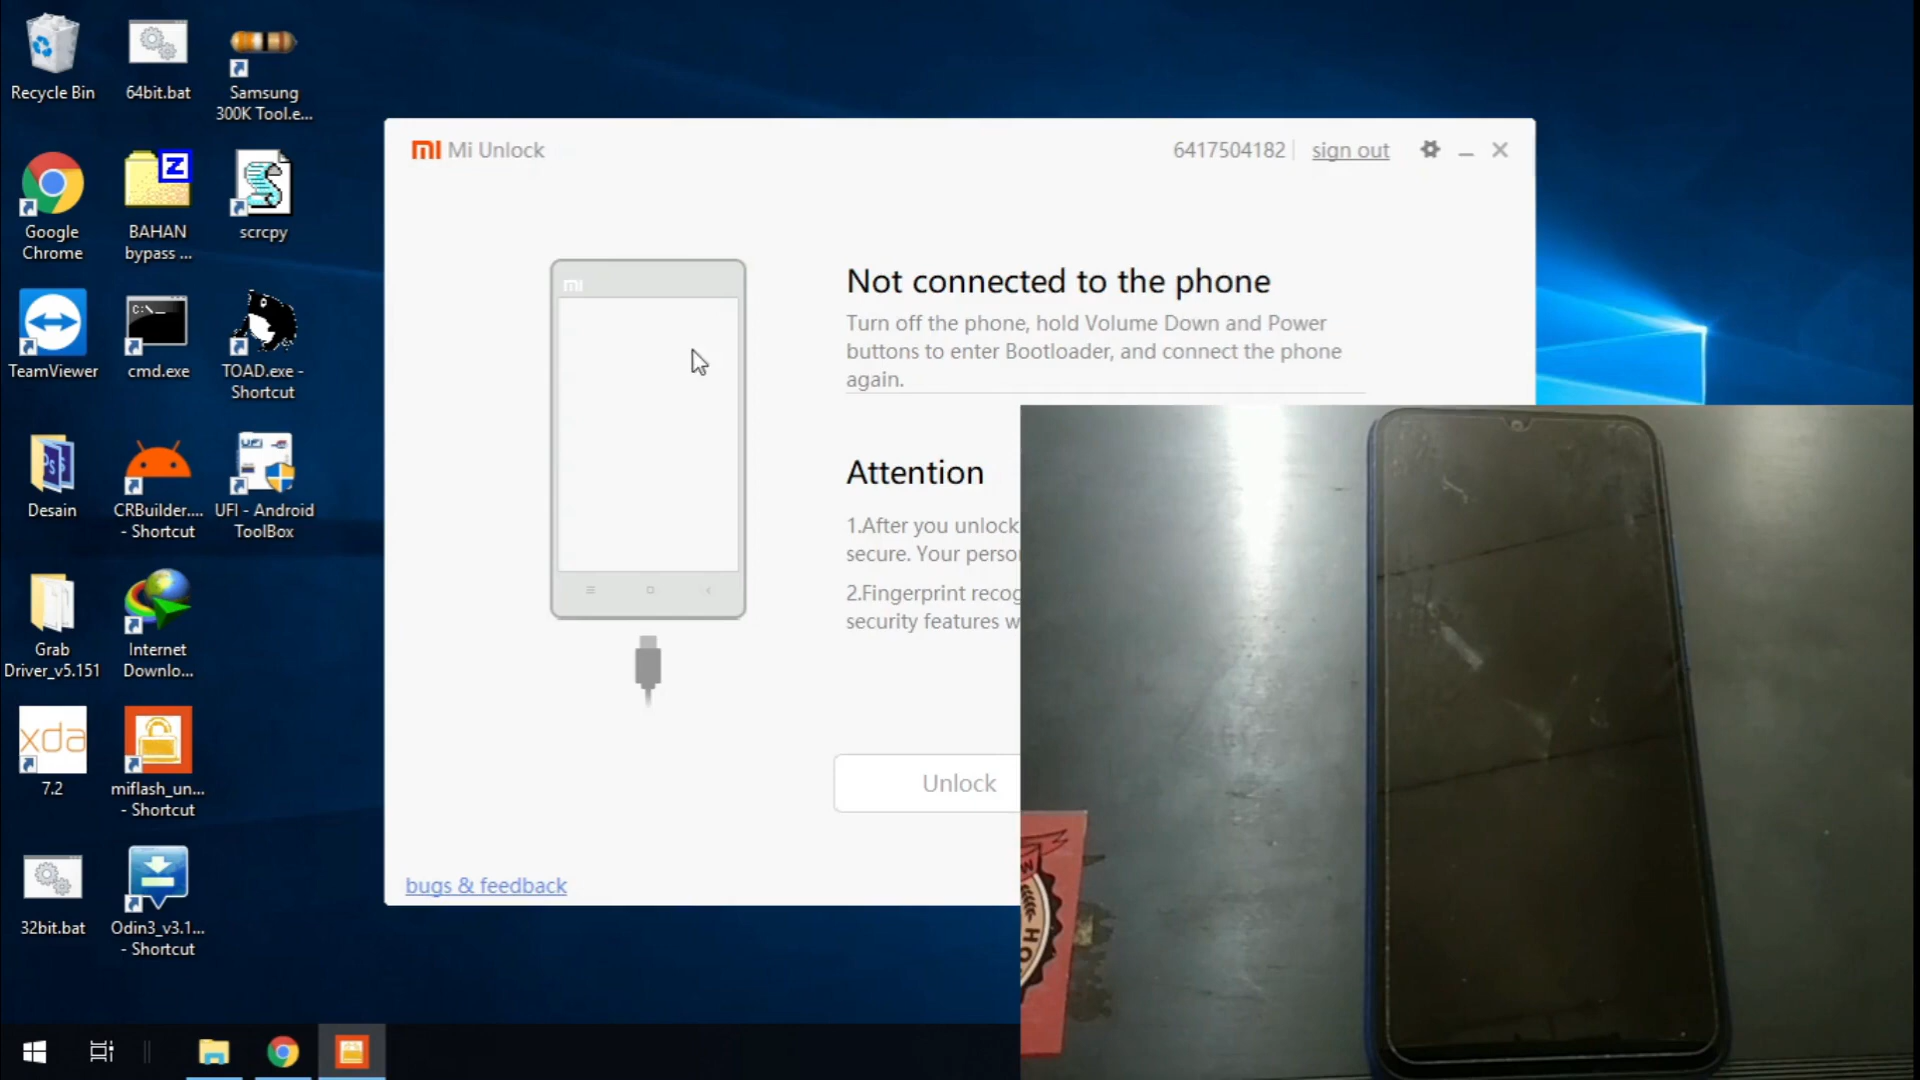 Recycle Bin
64bit.bat
Samsung
300K Tool.e...
Google
Chrome
Z
BAHAN
bypass ...
scrcpy
TeamViewer
C:\_
cmd.exe
TOAD.exe -
Shortcut
Ps
Desain
CRBuilder....
- Shortcut
UFi
UFI - Android
ToolBox
Grab
Driver_v5.151
Internet
Downlo...
xda
7.2
miflash_un...
- Shortcut
32bit.bat
Odin3_v3.1...
- Shortcut
mi Mi Unlock
6417504182
sign out
mi
Not connected to the phone
Turn off the phone, hold Volume Down and Power
buttons to enter Bootloader, and connect the phone
again.
Attention
1.After you unlock
secure. Your perso
2.Fingerprint recog
security features w
Unlock
bugs & feedback
W
HO